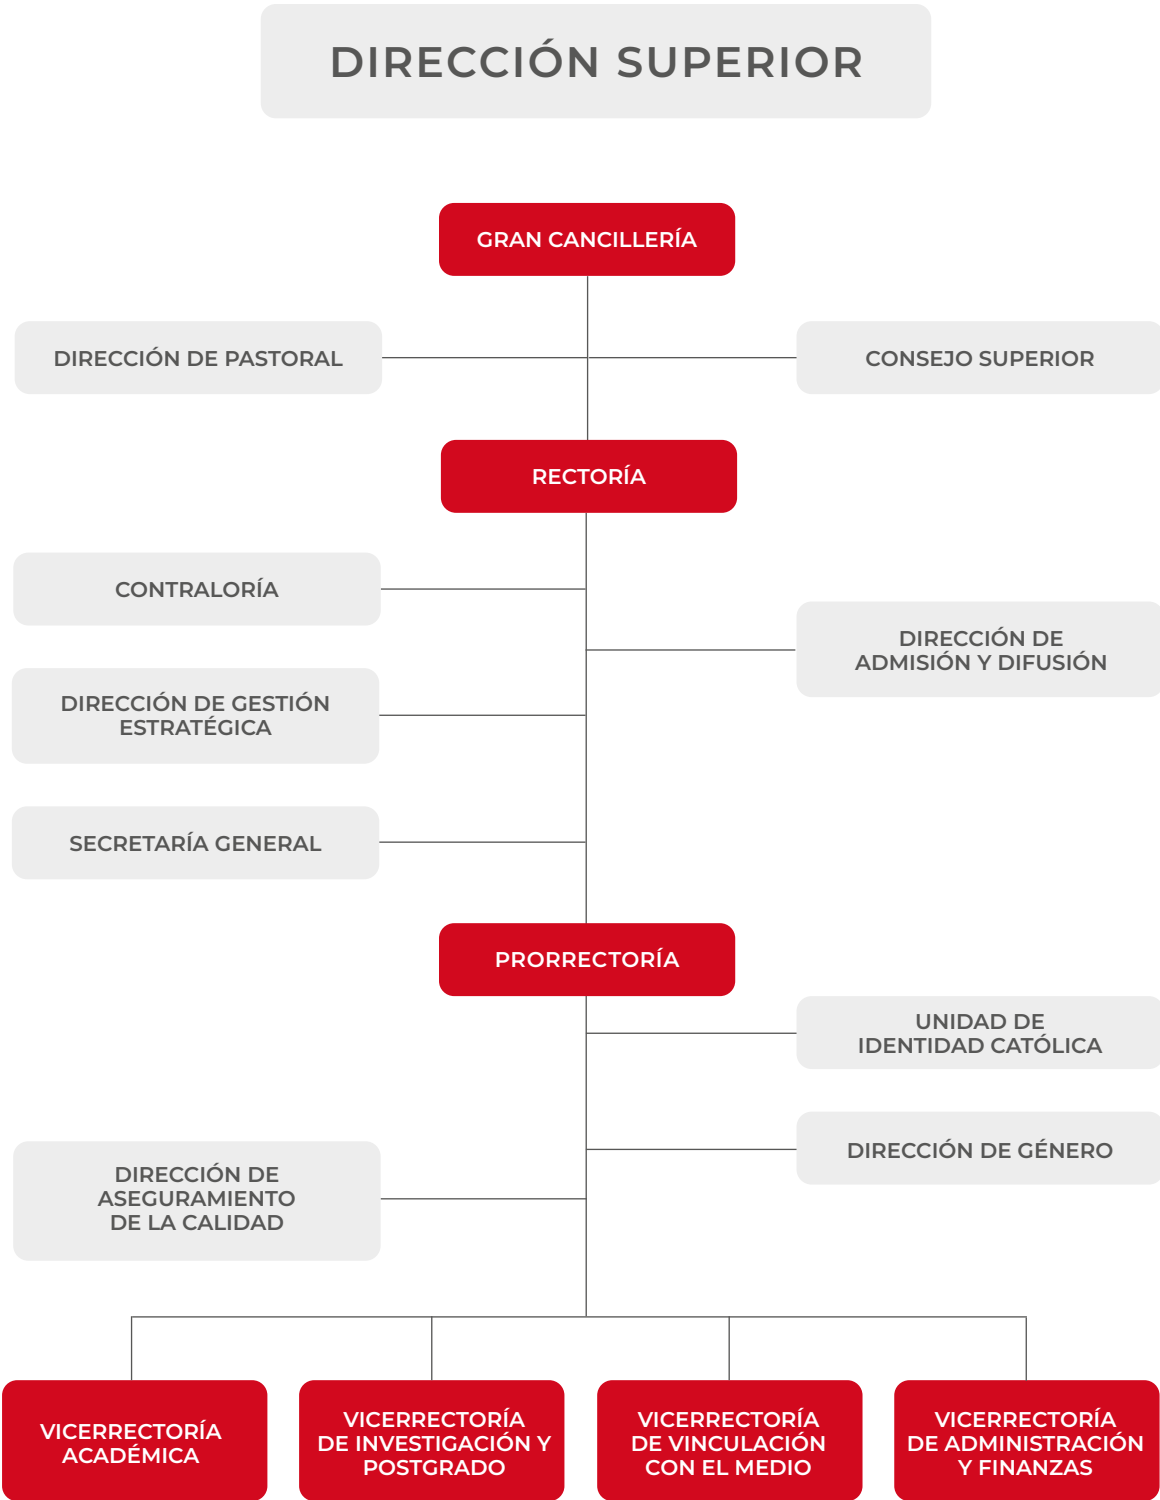 DIRECCIÓN SUPERIOR
GRAN CANCILLERÍA
DIRECCIÓN DE PASTORAL
CONSEJO SUPERIOR
RECTORÍA
CONTRALORÍA
DIRECCIÓN DE
ADMISIÓN Y DIFUSIÓN
DIRECCIÓN DE GESTIÓN
ESTRATÉGICA
SECRETARÍA GENERAL
PRORRECTORÍA
UNIDAD DE
IDENTIDAD CATÓLICA
DIRECCIÓN DE GÉNERO
DIRECCIÓN DE
ASEGURAMIENTO
DE LA CALIDAD
VICERRECTORÍA
ACADÉMICA
VICERRECTORÍA
DE INVESTIGACIÓN Y
POSTGRADO
VICERRECTORÍA
DE VINCULACIÓN
CON EL MEDIO
VICERRECTORÍA
DE ADMINISTRACIÓN
Y FINANZAS